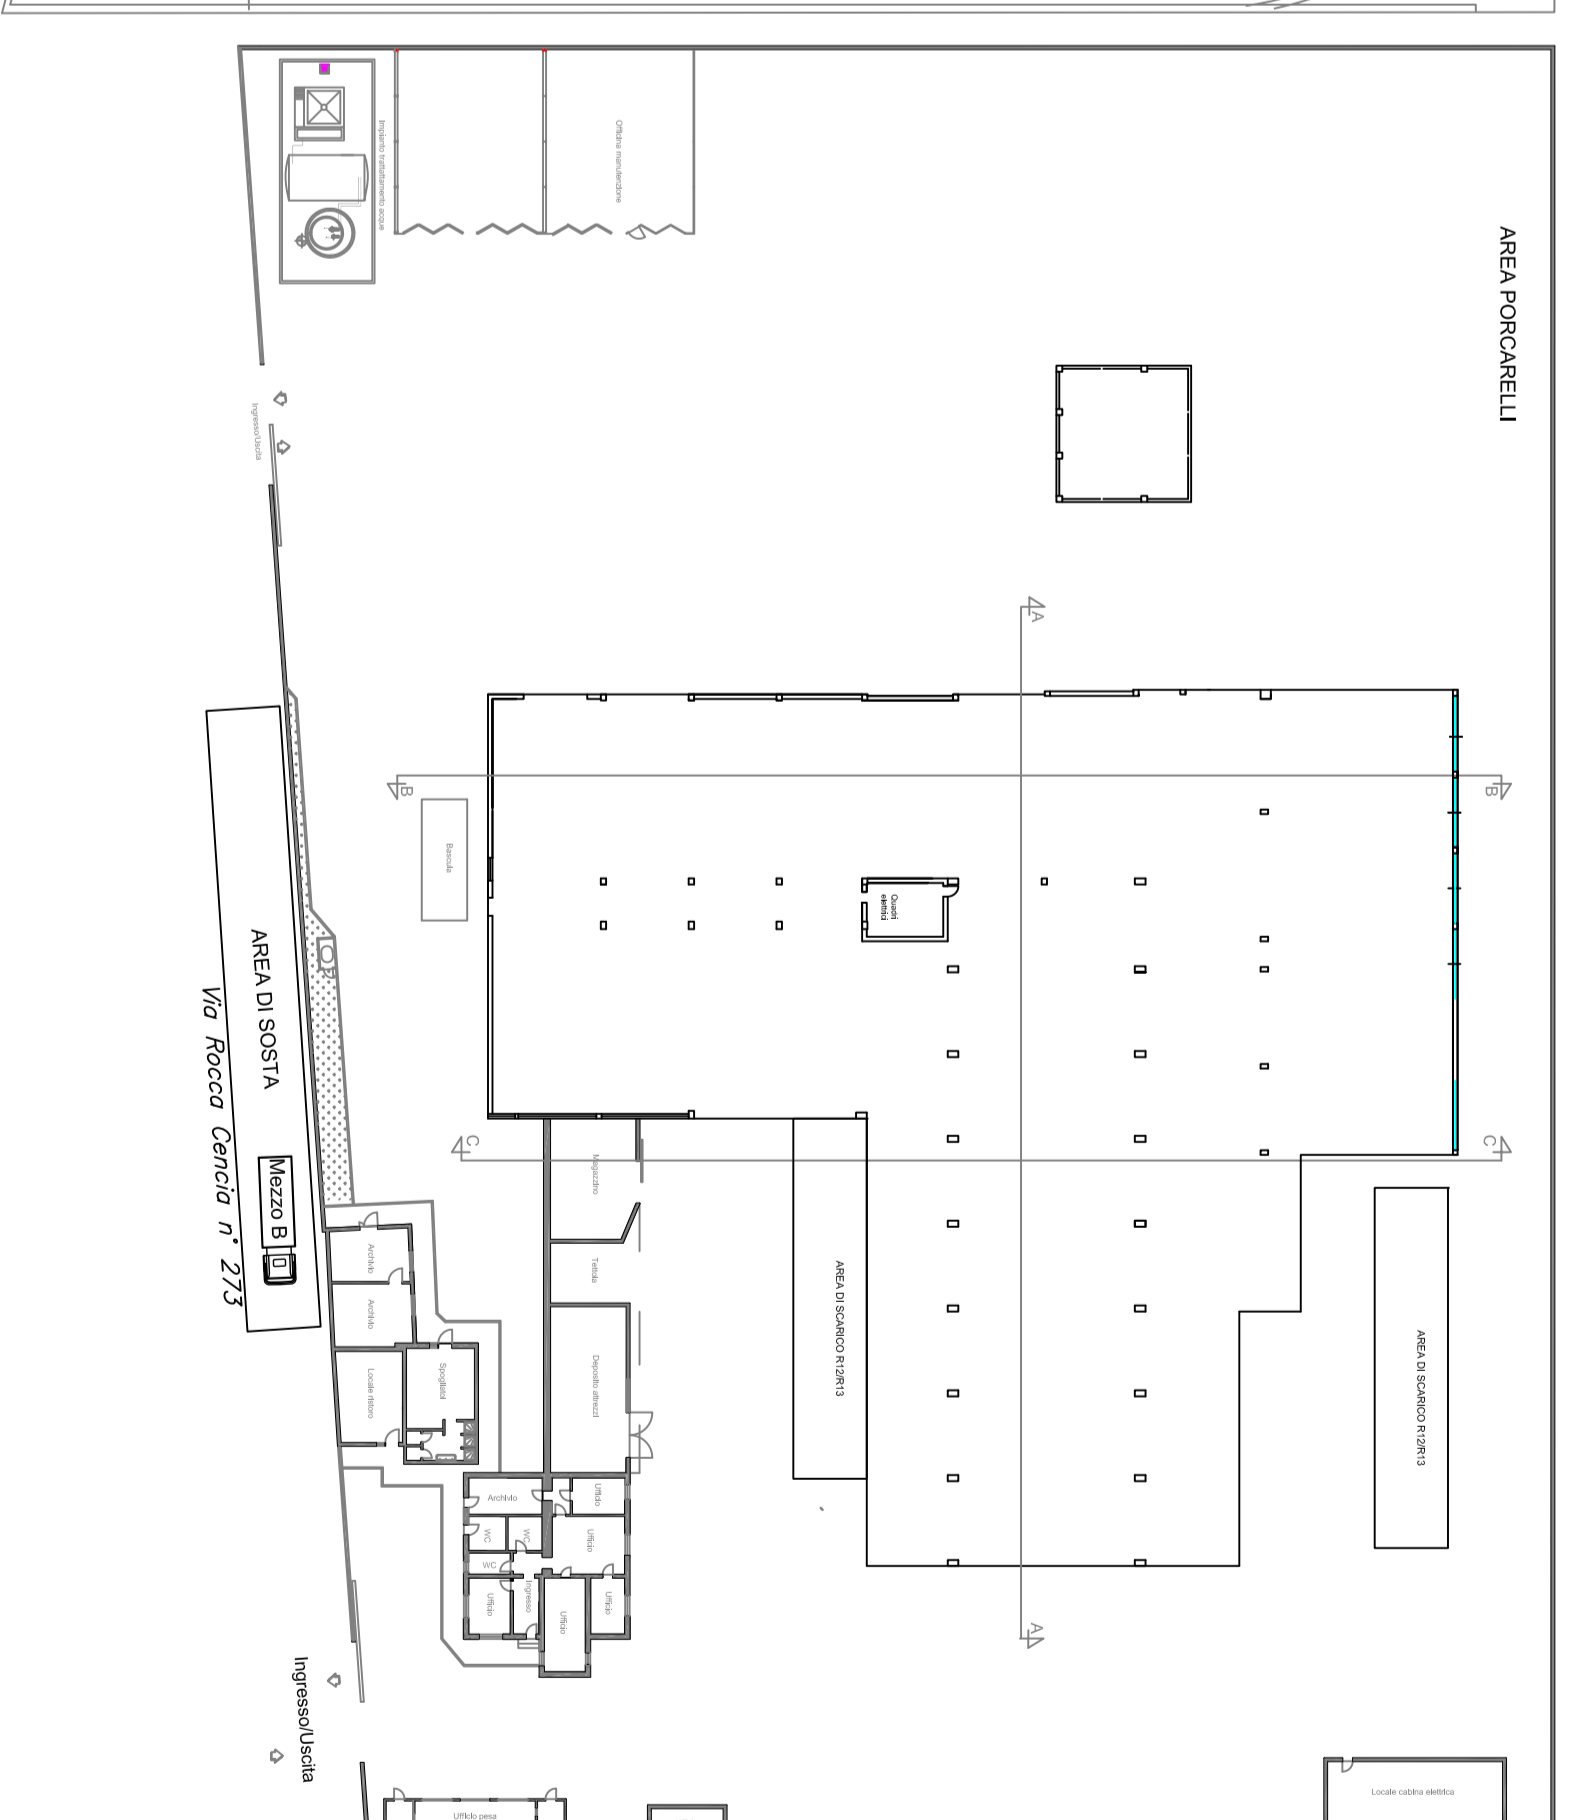 Impianto trattattamento acque
Officina manutenzione
AREA PORCARELLI
Ingresso/Uscita
A
B
B
Bascula
Quadri
elettrici
AREA DI SOSTA
Via Rocca Cencia n° 273
Mezzo B
C
C
Magazzino
Tettoia
Deposito attrezzi
AREA DI SCARICO R12/R13
AREA DI SCARICO R12/R13
Archivio
Archivio
Locale ristoro
Spogliatoi
Archivio
Ufficio
WC
WC
Ufficio
WC
Ufficio
Ingresso
Ufficio
Ufficio
A
Ingresso/Uscita
Ufficio pesa
Locale cabina elettrica